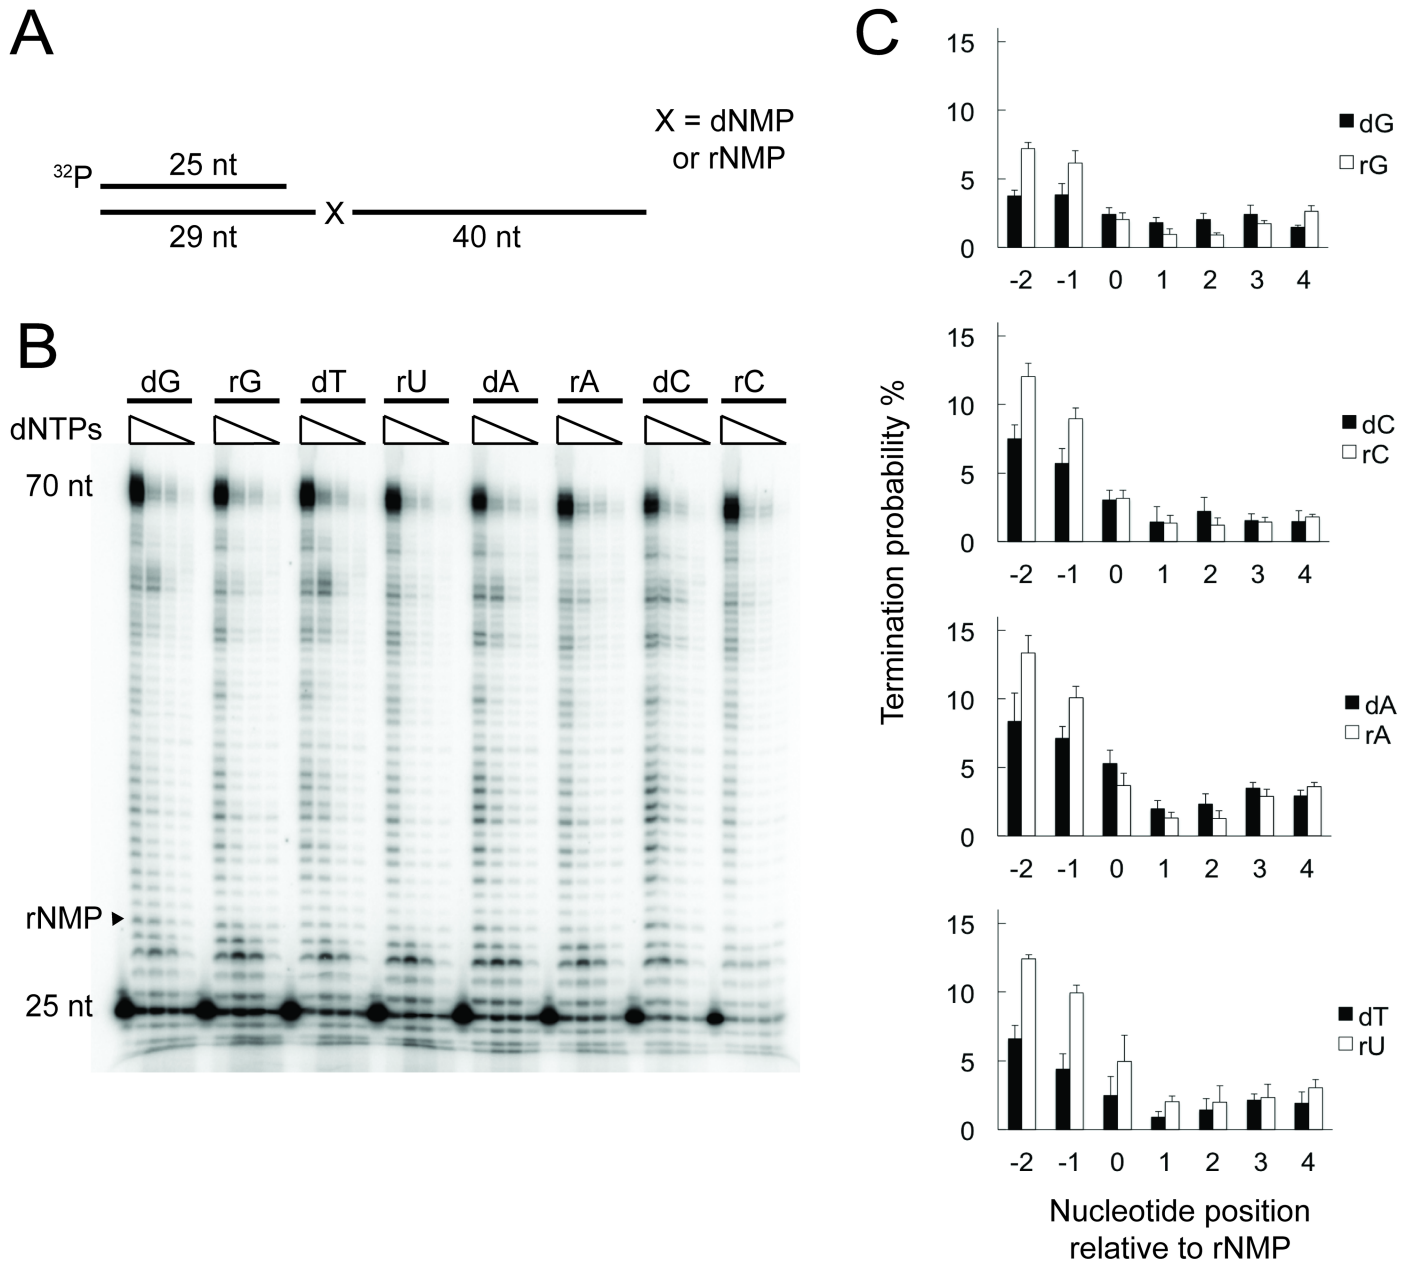 A
32P
25 nt
29 nt
X
40 nt
X = dNMP
or rNMP
B
dG rG dT rU dA rA dC rC
dNTPs
70 nt
rNMP
25 nt
C
Termination probability %
15
10
5
0
-2 -1 0 1 2 3 4
dG
rG
15
10
5
0
-2 -1 0 1 2 3 4
dC
rC
15
10
5
0
-2 -1 0 1 2 3 4
dA
rA
15
10
5
0
-2 -1 0 1 2 3 4
dT
rU
Nucleotide position
relative to rNMP